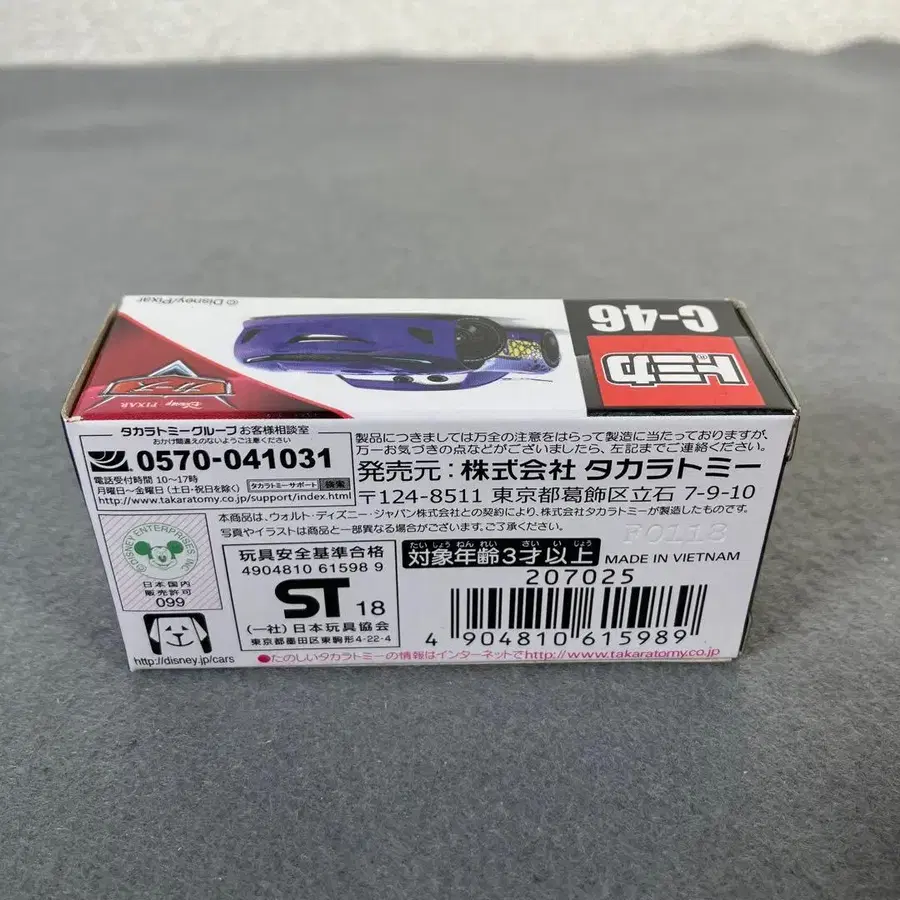 ©Disney/Pixar
C-46
トミカ
カーズ
DISNEY・PIXAR
タカラトミーグループ お客様相談室
おかけ間違えのないようご注意ください
0570-041031
電話受付時間 10〜17時
月曜日〜金曜日(土・日・祝日を除く)
タカラトミーサポート 検索
http://www.takaratomy.co.jp/support/index.html
製品につきましては万全の注意をはらって製造に当たっておりますが、
万一お気づきの点などがございましたら、左記までご連絡ください。
発売元:株式会社 タカラトミー
〒124-8511 東京都葛飾区立石 7-9-10
本商品は、ウォルト・ディズニー・ジャパン株式会社との契約により、株式会社タカラトミーが製造したものです。
写真やイラストは商品と一部異なる場合がございます。ご了承ください。
F0118
©DISNEY ENTERPRISES, INC.
日本国内
販売許可
099
http://disney.jp/cars
玩具安全基準合格
4904810 61598 9
ST 18
(一社)日本玩具協会
東京都墨田区東駒形4-22-4
たいしょうねんれい さい いじょう
対象年齢3才以上
MADE IN VIETNAM
207025
4 904810 615989
●たのしいタカラトミーの情報はインターネットでhttp://www.takaratomy.co.jp